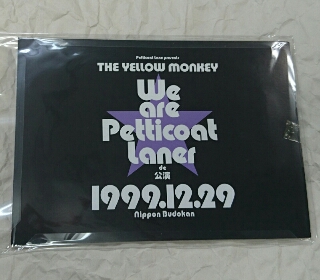 Petticoat Lane presents
THE YELLOW MONKEY
We
are
Petticoat
Laner
de
公演
1999.12.29
Nippon Budokan